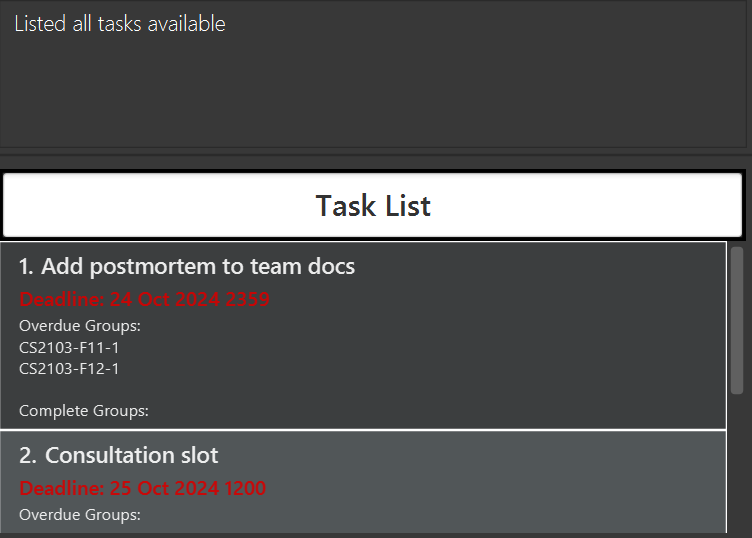 Listed all tasks available
Task List
1. Add postmortem to team docs
Deadline: 24 Oct 2024 2359
Overdue Groups:
CS2103-F11-1
CS2103-F12-1
Complete Groups:
2. Consultation slot
Deadline: 25 Oct 2024 1200
Overdue Groups: